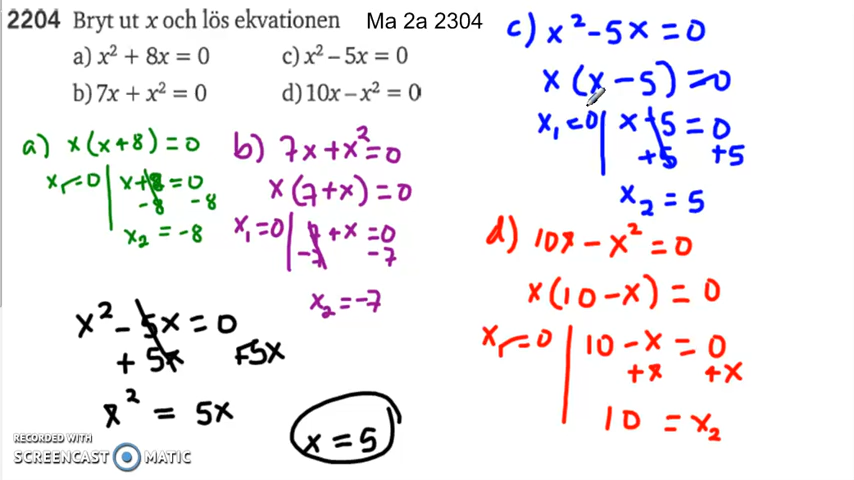 2204 Bryt ut x och lös ekvationen
Ma 2a 2304
a) x² + 8x = 0
c) x² – 5x = 0
b) 7x + x² = 0
d) 10x – x² = 0
a) x(x+8) = 0
x₁=0 | x+8 = 0
-8 -8
x₂ = -8
b) 7x+x²=0
x(7+x) = 0
x₁=0 | 7+x=0
-7 -7
x₂=-7
c) x²-5x=0
x(x-5)=0
x₁=0 | x-5=0
+5 +5
x₂=5
d) 10x-x²=0
x(10-x)=0
x₁=0 | 10-x=0
+x +x
10 = x₂
x²-5x=0
+5x +5x
x² = 5x
x=5
RECORDED WITH
SCREENCAST MATIC